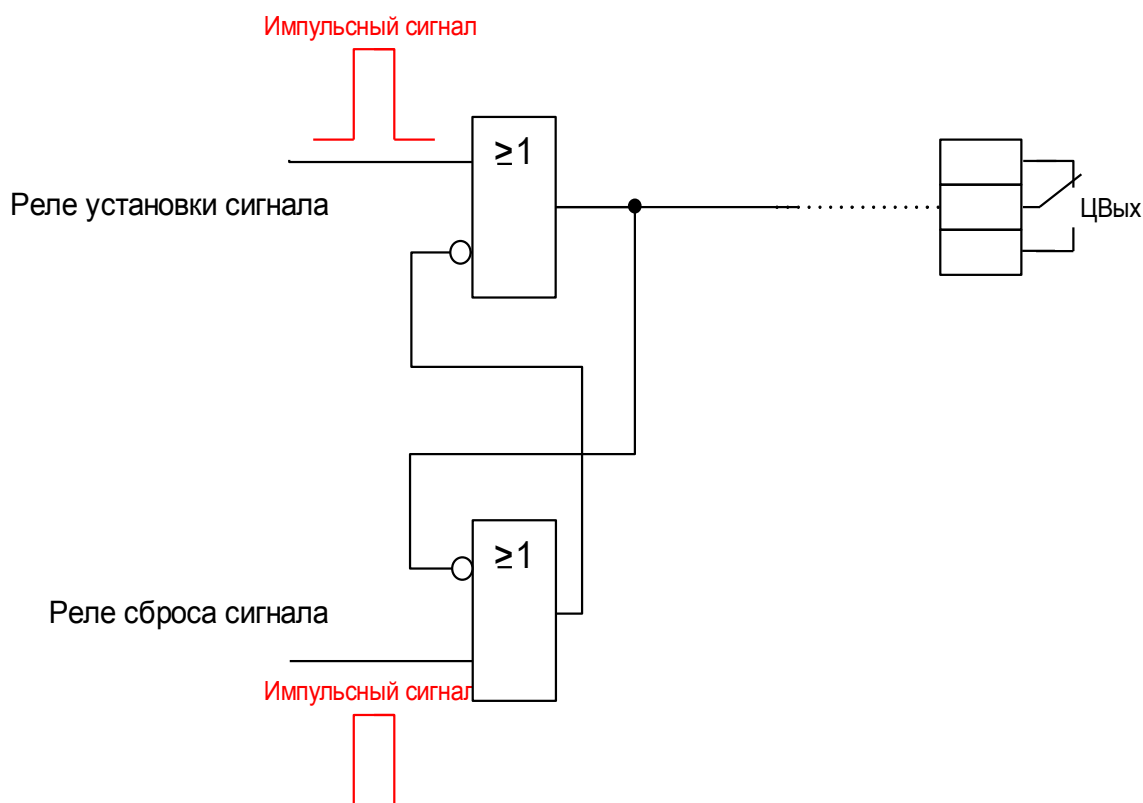 Импульсный сигнал
≥1
Реле установки сигнала
ЦВых
≥1
Реле сброса сигнала
Импульсный сигнал